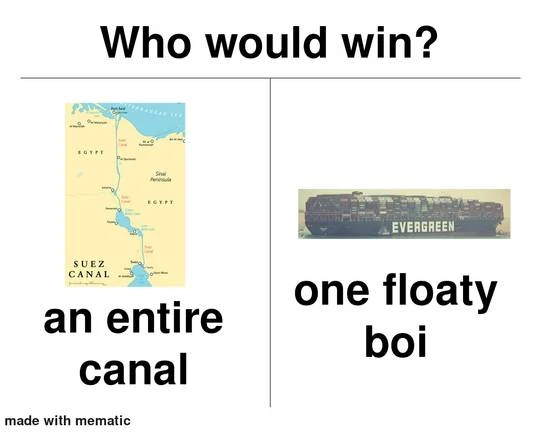 Who would win?
EGYPT
Sinai
Peninsula
EGYPT
SUEZ
CANAL
an entire
canal
EVERGREEN
one floaty
boi
made with mematic